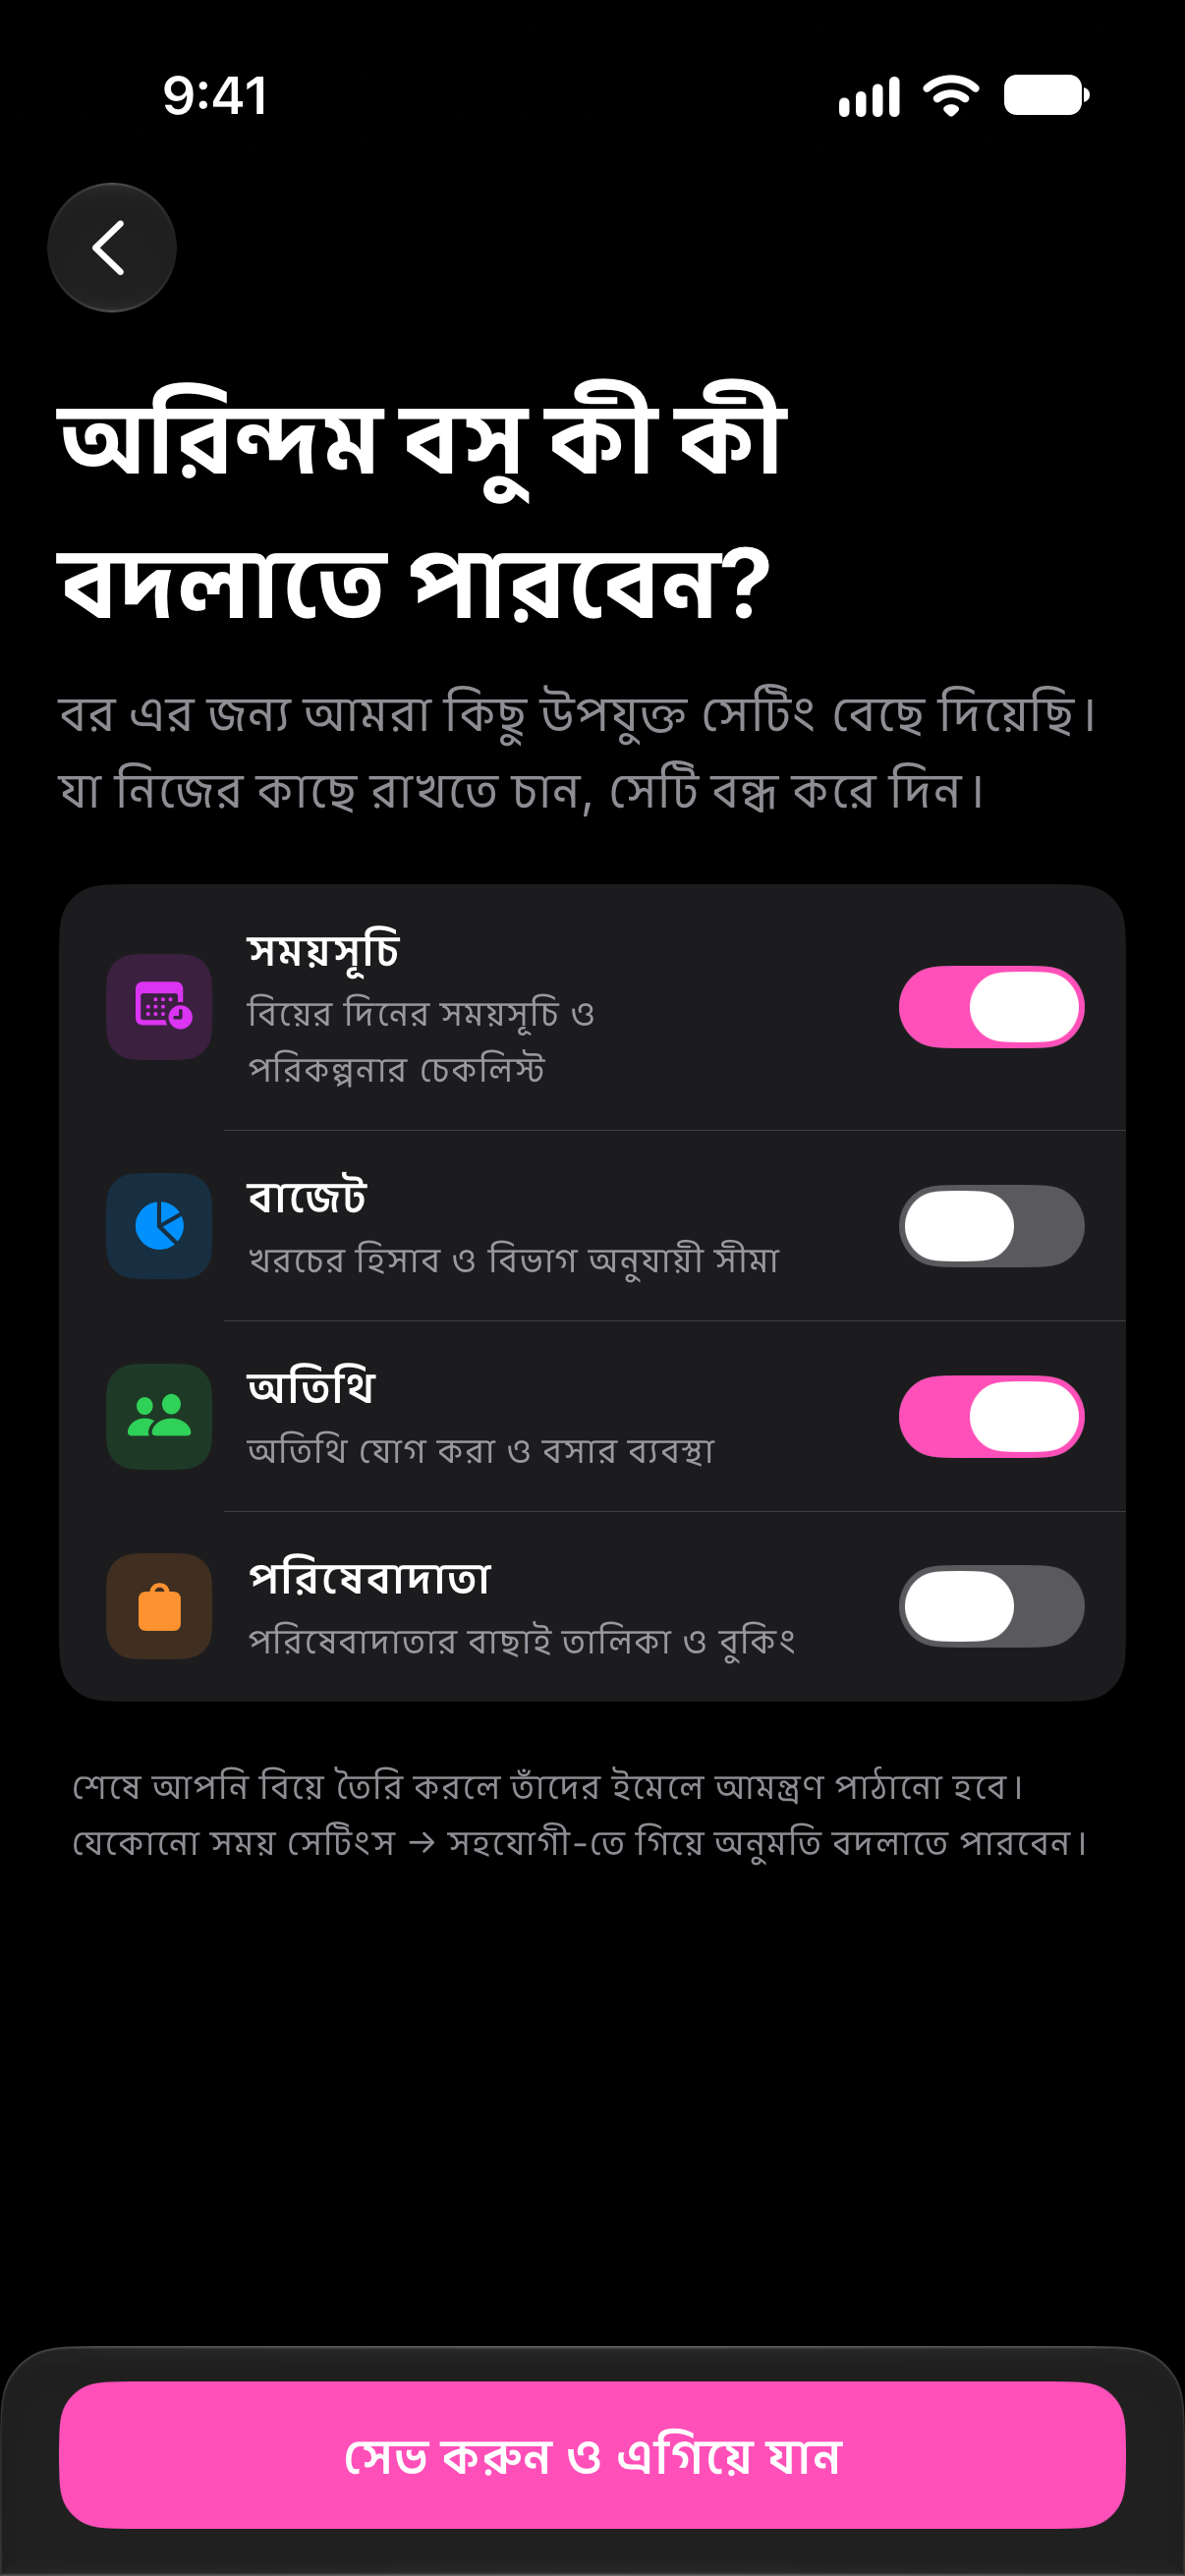 9:41
অরিন্দম বসু কী কী
বদলাতে পারবেন?
বর এর জন্য আমরা কিছু উপযুক্ত সেটিং বেছে দিয়েছি।
যা নিজের কাছে রাখতে চান, সেটি বন্ধ করে দিন।
সময়সূচি
বিয়ের দিনের সময়সূচি ও
পরিকল্পনার চেকলিস্ট
বাজেট
খরচের হিসাব ও বিভাগ অনুযায়ী সীমা
অতিথি
অতিথি যোগ করা ও বসার ব্যবস্থা
পরিষেবাদাতা
পরিষেবাদাতার বাছাই তালিকা ও বুকিং
শেষে আপনি বিয়ে তৈরি করলে তাঁদের ইমেলে আমন্ত্রণ পাঠানো হবে।
যেকোনো সময় সেটিংস → সহযোগী-তে গিয়ে অনুমতি বদলাতে পারবেন।
সেভ করুন ও এগিয়ে যান